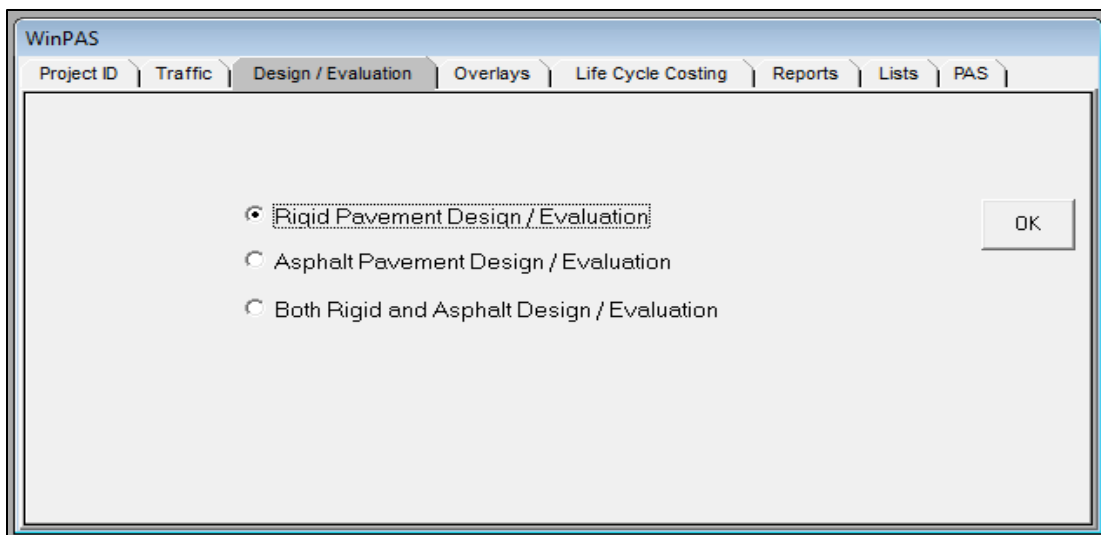 WinPAS
Project ID Traffic Design / Evaluation Overlays Life Cycle Costing Reports Lists PAS
Rigid Pavement Design / Evaluation
OK
Asphalt Pavement Design / Evaluation
Both Rigid and Asphalt Design / Evaluation